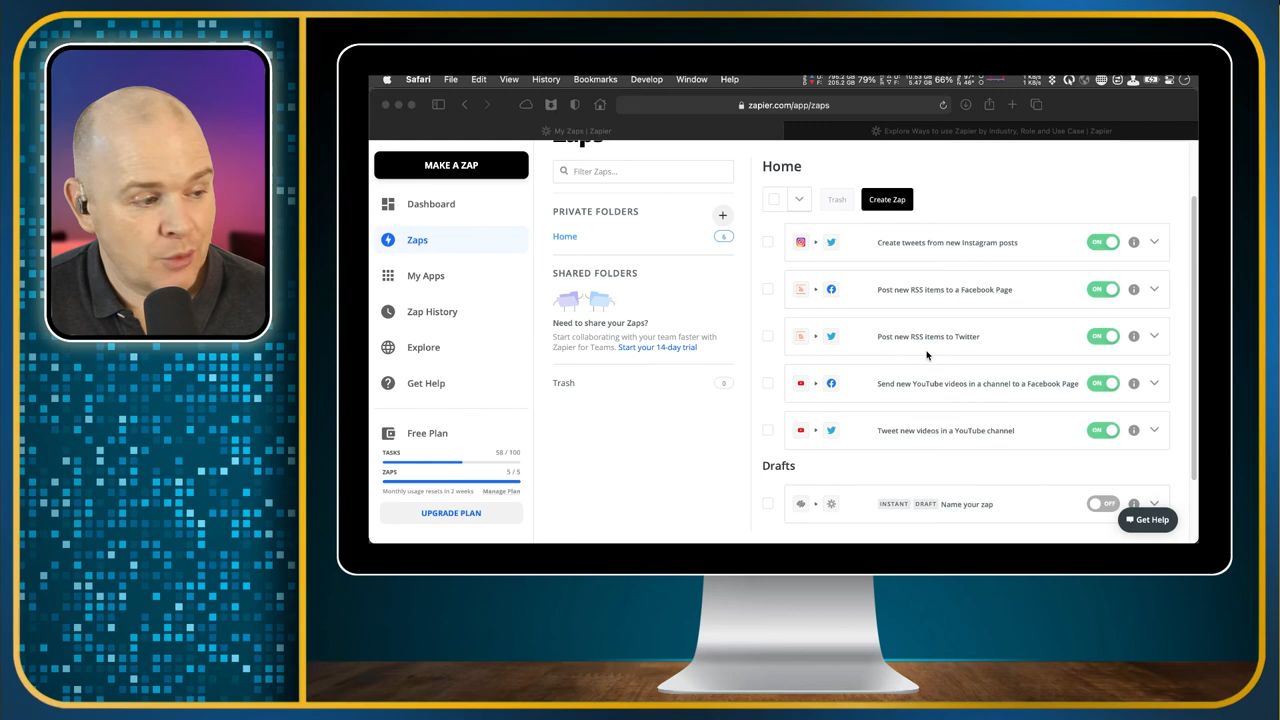 Safari File Edit View History Bookmarks Develop Window Help
79% 66%
zapier.com/app/zaps
My Zaps | Zapier
Explore Ways to use Zapier by Industry, Role and Use Case | Zapier
MAKE A ZAP
Dashboard
Zaps
My Apps
Zap History
Explore
Get Help
Free Plan
TASKS 58 / 100
ZAPS 5 / 5
Monthly usage resets in 2 weeks Manage Plan
UPGRADE PLAN
Zaps
Filter Zaps...
PRIVATE FOLDERS
+
Home 6
SHARED FOLDERS
Need to share your Zaps?
Start collaborating with your team faster with
Zapier for Teams. Start your 14-day trial
Trash 0
Home
Trash Create Zap
Create tweets from new Instagram posts ON
Post new RSS items to a Facebook Page ON
Post new RSS items to Twitter ON
Send new YouTube videos in a channel to a Facebook Page ON
Tweet new videos in a YouTube channel ON
Drafts
INSTANT DRAFT Name your zap OFF
Get Help